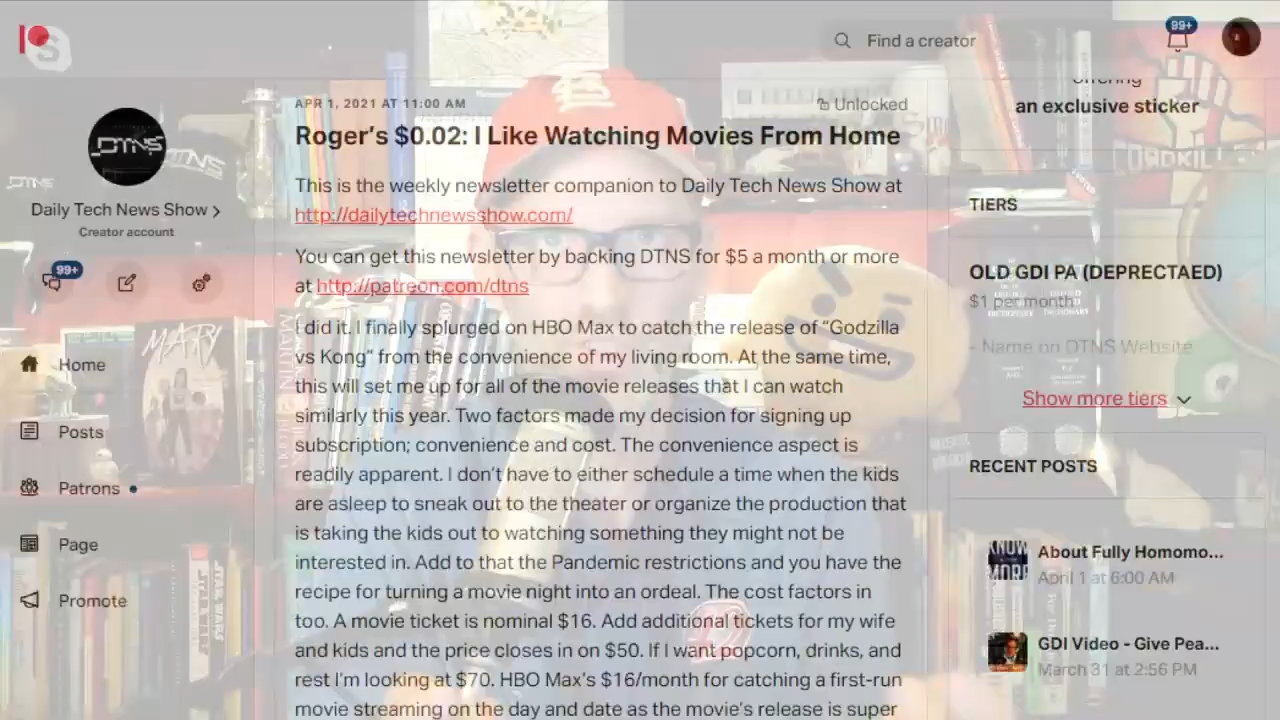 99+
Find a creator
offering
an exclusive sticker
APR 1, 2021 AT 11:00 AM
Unlocked
Roger's $0.02: I Like Watching Movies From Home
This is the weekly newsletter companion to Daily Tech News Show at
http://dailytechnewsshow.com/
You can get this newsletter by backing DTNS for $5 a month or more
at http://patreon.com/dtns
I did it. I finally splurged on HBO Max to catch the release of “Godzilla
vs Kong” from the convenience of my living room. At the same time,
this will set me up for all of the movie releases that I can watch
similarly this year. Two factors made my decision for signing up
subscription; convenience and cost. The convenience aspect is
readily apparent. I don't have to either schedule a time when the kids
are asleep to sneak out to the theater or organize the production that
is taking the kids out to watching something they might not be
interested in. Add to that the Pandemic restrictions and you have the
recipe for turning a movie night into an ordeal. The cost factors in
too. A movie ticket is nominal $16. Add additional tickets for my wife
and kids and the price closes in on $50. If I want popcorn, drinks, and
rest I'm looking at $70. HBO Max's $16/month for catching a first-run
movie streaming on the day and date as the movie's release is super
DTNS
DTNS
DTNS
Daily Tech News Show
Creator account
99+
Home
Posts
Patrons
Page
Promote
MARY
MARTIN
STAR WARS
STAR WARS
TIERS
OLD GDI PA (DEPRECTAED)
$1 per month
- Name on DTNS Website
Show more tiers
RECENT POSTS
KNOW
MORE
About Fully Homomo...
April 1 at 6:00 AM
GDI Video - Give Pea...
March 31 at 2:56 PM